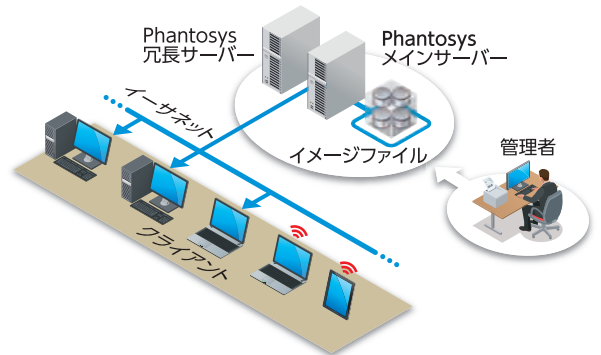 Phantosys
冗長サーバー
Phantosys
メインサーバー
イーサネット
イメージファイル
管理者
クライアント